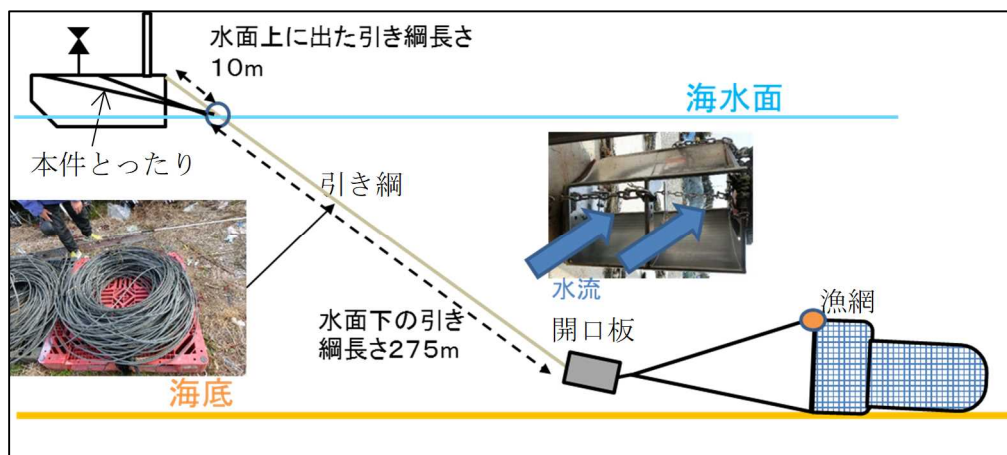 水面上に出た引き綱長さ
10m
海水面
本件とったり
引き綱
水流
漁網
開口板
水面下の引き
綱長さ275m
海底